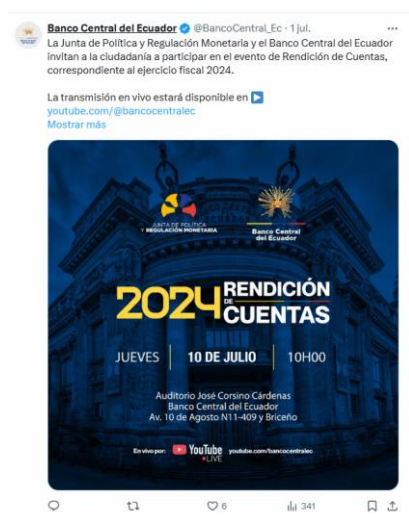 Banco Central del Ecuador @BancoCentral_Ec · 1 jul.
La Junta de Política y Regulación Monetaria y el Banco Central del Ecuador
invitan a la ciudadanía a participar en el evento de Rendición de Cuentas,
correspondiente al ejercicio fiscal 2024.
La transmisión en vivo estará disponible en
youtube.com/@bancocentralec
Mostrar más
JUNTA DE POLÍTICA
Y REGULACIÓN MONETARIA
Banco Central
del Ecuador
2024 RENDICIÓN
DE
CUENTAS
JUEVES 10 DE JULIO 10H00
Auditorio José Corsino Cárdenas
Banco Central del Ecuador
Av. 10 de Agosto N11-409 y Briceño
En vivo por: YouTube youtube.com/bancocentralec
LIVE
6 341